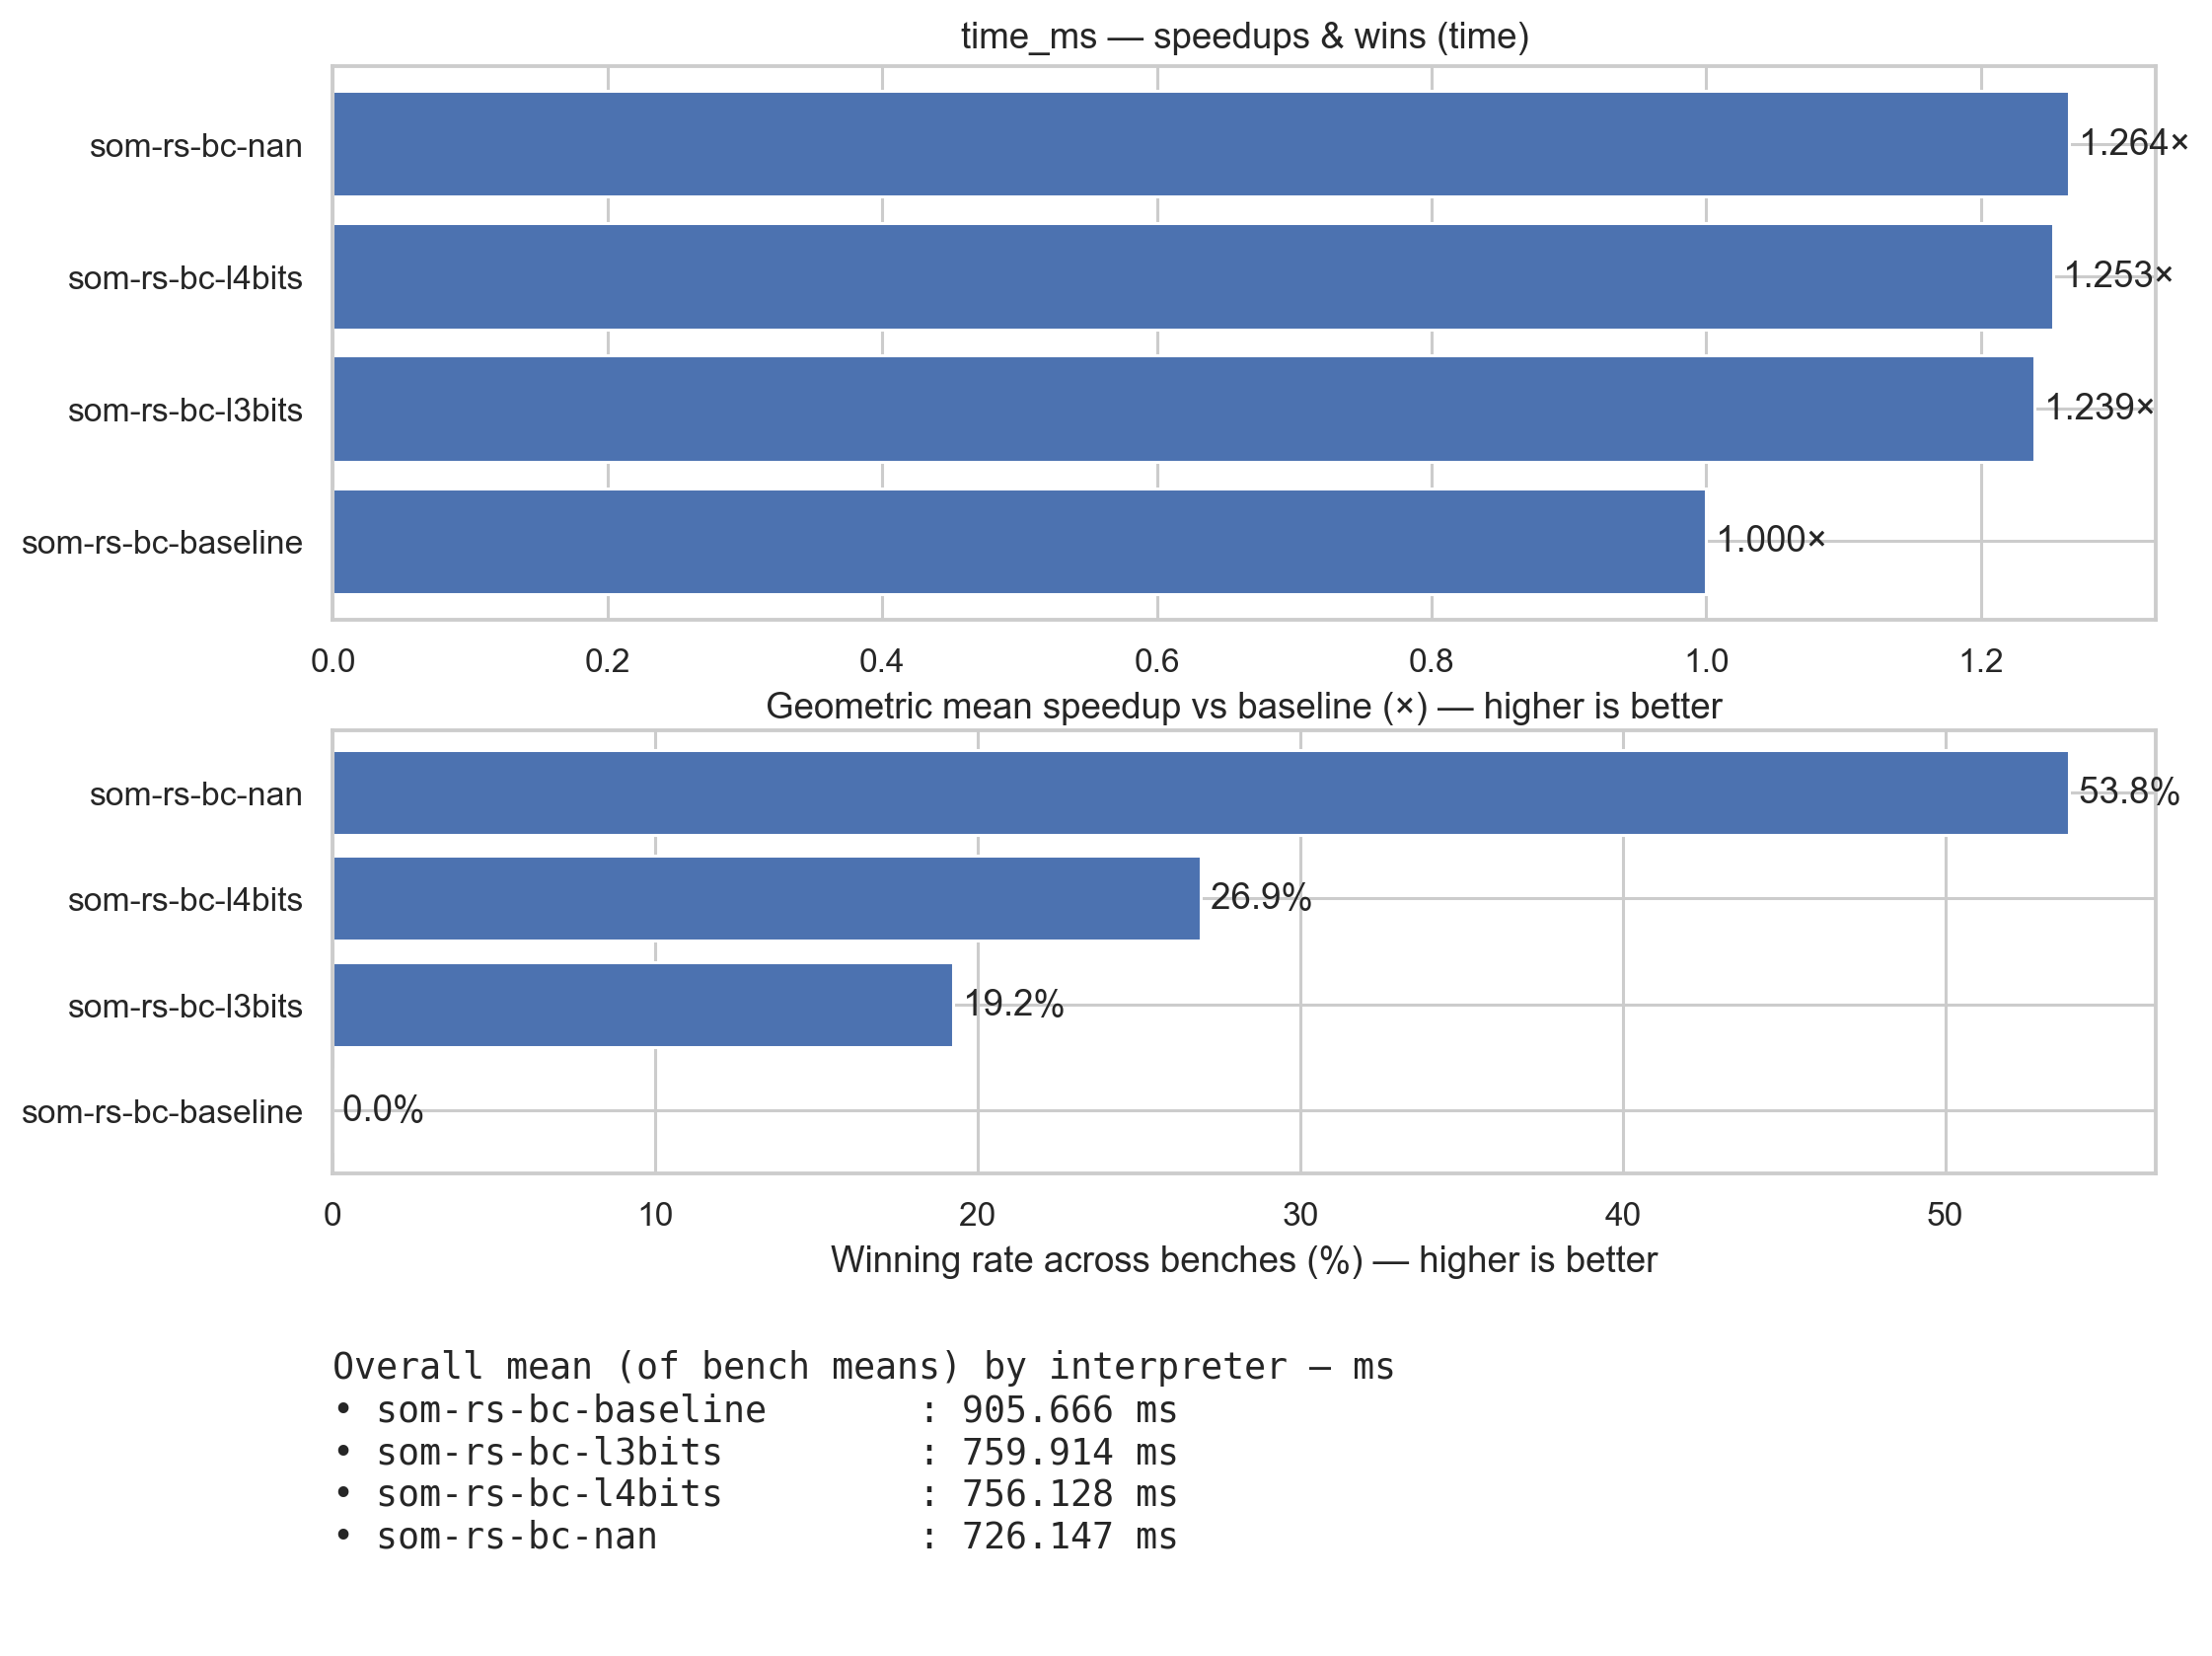 time_ms — speedups & wins (time)
som-rs-bc-nan
1.264×
som-rs-bc-l4bits
1.253×
som-rs-bc-l3bits
1.239×
som-rs-bc-baseline
1.000×
0.0 0.2 0.4 0.6 0.8 1.0 1.2
Geometric mean speedup vs baseline (×) — higher is better
som-rs-bc-nan
53.8%
som-rs-bc-l4bits
26.9%
som-rs-bc-l3bits
19.2%
som-rs-bc-baseline
0.0%
0 10 20 30 40 50
Winning rate across benches (%) — higher is better
Overall mean (of bench means) by interpreter — ms
• som-rs-bc-baseline : 905.666 ms
• som-rs-bc-l3bits : 759.914 ms
• som-rs-bc-l4bits : 756.128 ms
• som-rs-bc-nan : 726.147 ms